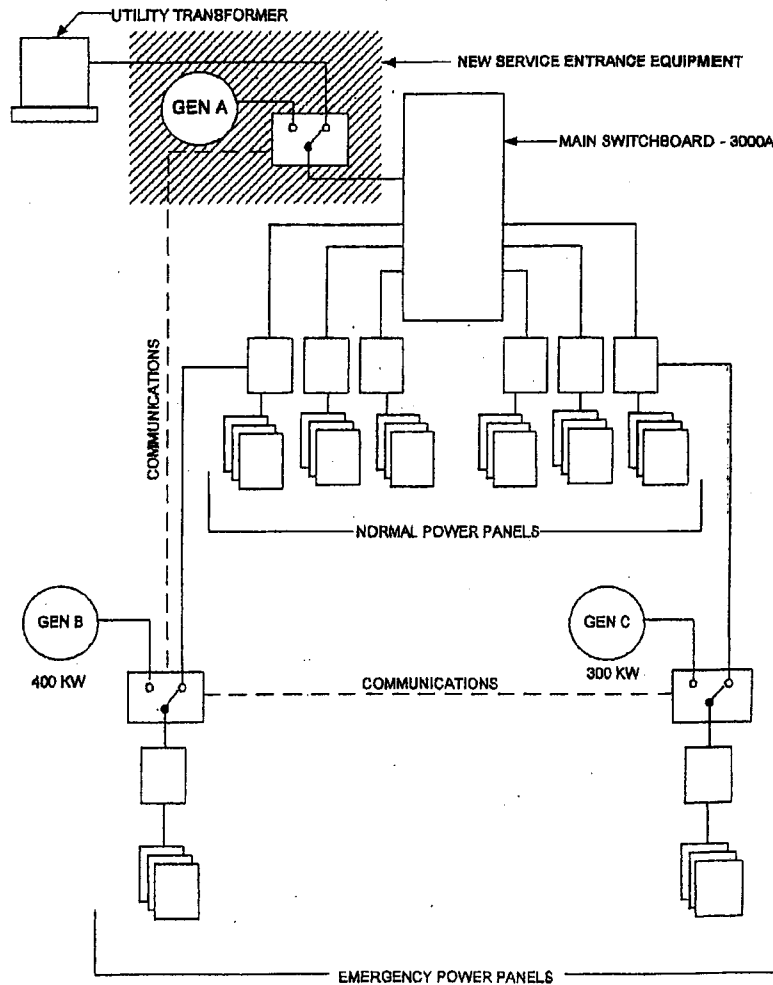 UTILITY TRANSFORMER
NEW SERVICE ENTRANCE EQUIPMENT
GEN A
MAIN SWITCHBOARD - 3000A
COMMUNICATIONS
NORMAL POWER PANELS
GEN B
GEN C
400 KW
300 KW
COMMUNICATIONS
EMERGENCY POWER PANELS